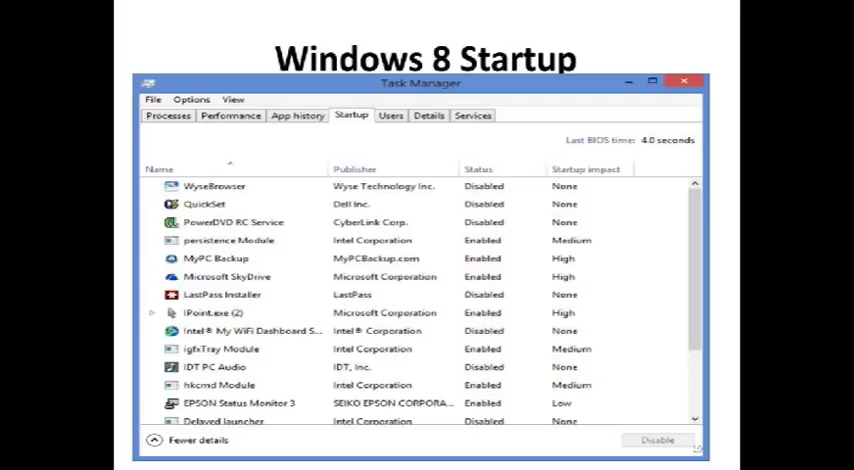 Windows 8 Startup
Task Manager
File Options View
Processes Performance App history Startup Users Details Services
Last BIOS time: 4.0 seconds
Name Publisher Status Startup impact
WyseBrowser Wyse Technology Inc. Disabled None
QuickSet Dell Inc. Disabled None
PowerDVD RC Service CyberLink Corp. Disabled None
persistence Module Intel Corporation Enabled Medium
MyPC Backup MyPCBackup.com Enabled High
Microsoft SkyDrive Microsoft Corporation Enabled High
LastPass Installer LastPass Disabled None
IPoint.exe (2) Microsoft Corporation Enabled High
Intel® My WiFi Dashboard S... Intel® Corporation Disabled None
igfxTray Module Intel Corporation Enabled Medium
IDT PC Audio IDT, Inc. Disabled None
hkcmd Module Intel Corporation Enabled Medium
EPSON Status Monitor 3 SEIKO EPSON CORPORA... Enabled Low
Delayed launcher Intel Corporation Disabled None
Fewer details Disable